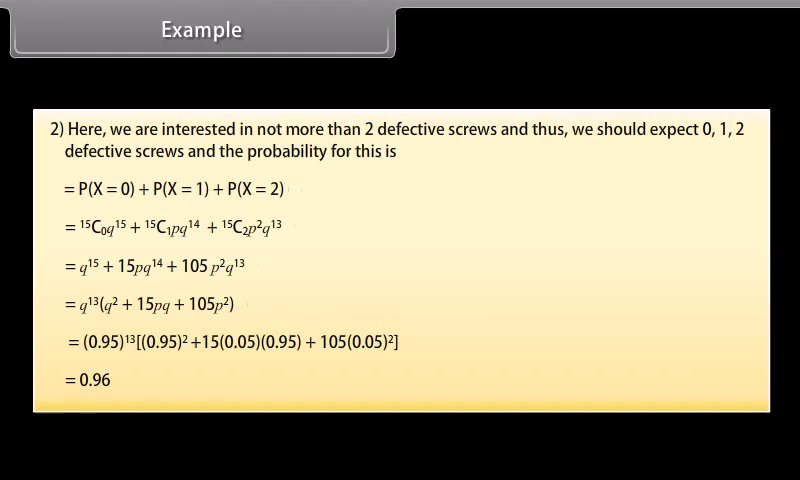 Example
2) Here, we are interested in not more than 2 defective screws and thus, we should expect 0, 1, 2
defective screws and the probability for this is
= P(X = 0) + P(X = 1) + P(X = 2)
= ¹⁵C₀q¹⁵ + ¹⁵C₁pq¹⁴ + ¹⁵C₂p²q¹³
= q¹⁵ + 15pq¹⁴ + 105 p²q¹³
= q¹³(q² + 15pq + 105p²)
= (0.95)¹³[(0.95)² +15(0.05)(0.95) + 105(0.05)²]
= 0.96